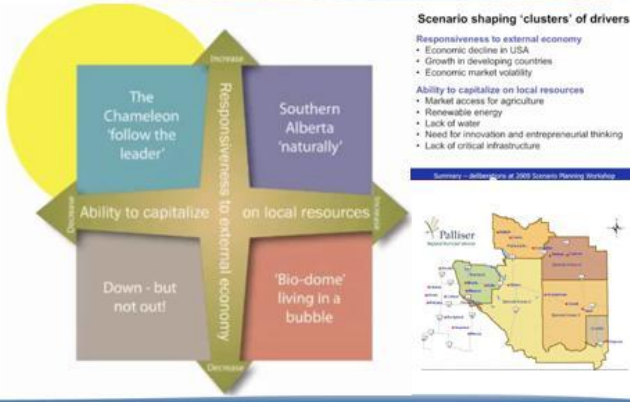 Increase
The
Chameleon
'follow the
leader'
Southern
Alberta
'naturally'
Responsiveness to external economy
Decrease
Ability to capitalize on local resources
Increase
Down - but
not out!
'Bio-dome'
living in a
bubble
Decrease
Scenario shaping 'clusters' of drivers
Responsiveness to external economy
• Economic decline in USA
• Growth in developing countries
• Economic market volatility
Ability to capitalize on local resources
• Market access for agriculture
• Renewable energy
• Lack of water
• Need for innovation and entrepreneurial thinking
• Lack of critical infrastructure
Summary – deliberations at 2009 Scenario Planning Workshop
Palliser
Regional Municipal Services